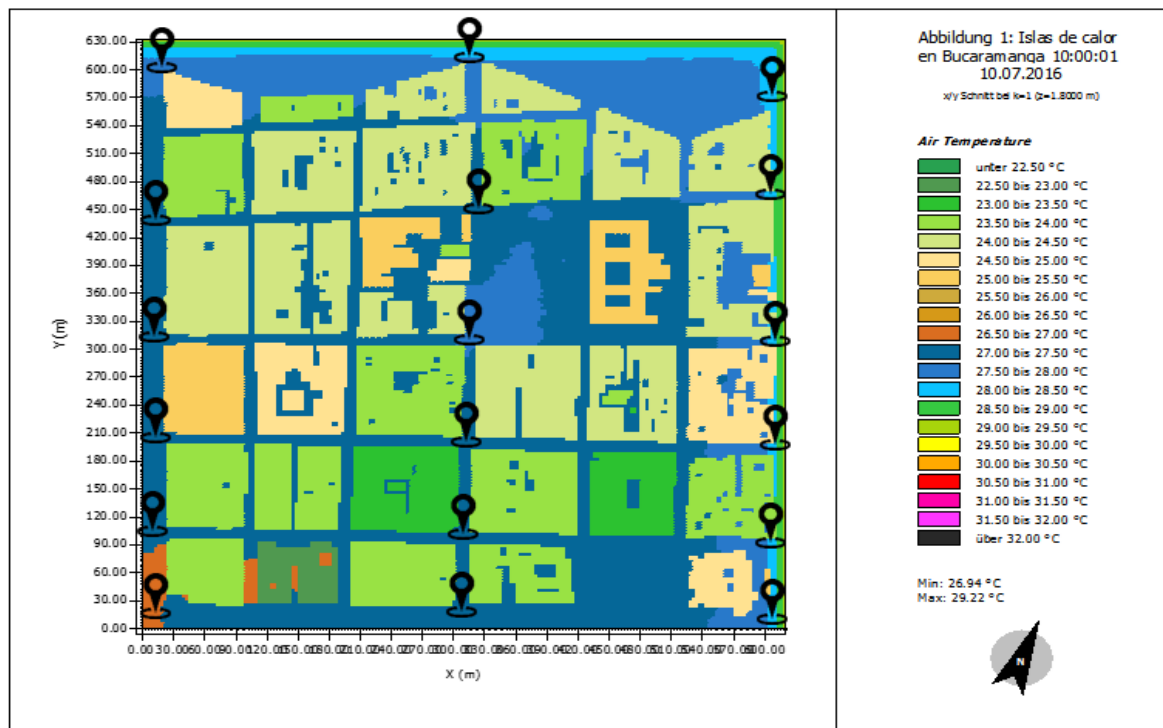 Abbildung 1: Islas de calor
en Bucaramanga 10:00:01
10.07.2016
x/y Schnitt bei k=1 (z=1.8000 m)
Air Temperature
unter 22.50 °C
22.50 bis 23.00 °C
23.00 bis 23.50 °C
23.50 bis 24.00 °C
24.00 bis 24.50 °C
24.50 bis 25.00 °C
25.00 bis 25.50 °C
25.50 bis 26.00 °C
26.00 bis 26.50 °C
26.50 bis 27.00 °C
27.00 bis 27.50 °C
27.50 bis 28.00 °C
28.00 bis 28.50 °C
28.50 bis 29.00 °C
29.00 bis 29.50 °C
29.50 bis 30.00 °C
30.00 bis 30.50 °C
30.50 bis 31.00 °C
31.00 bis 31.50 °C
31.50 bis 32.00 °C
über 32.00 °C
Min: 26.94 °C
Max: 29.22 °C
N
630.00
600.00
570.00
540.00
510.00
480.00
450.00
420.00
390.00
360.00
330.00
300.00
270.00
240.00
210.00
180.00
150.00
120.00
90.00
60.00
30.00
0.00
Y (m)
X (m)